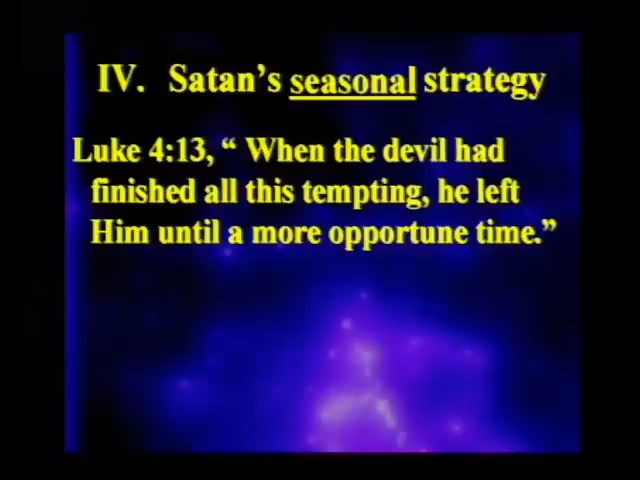 IV. Satan's seasonal strategy
Luke 4:13, “ When the devil had
finished all this tempting, he left
Him until a more opportune time.”